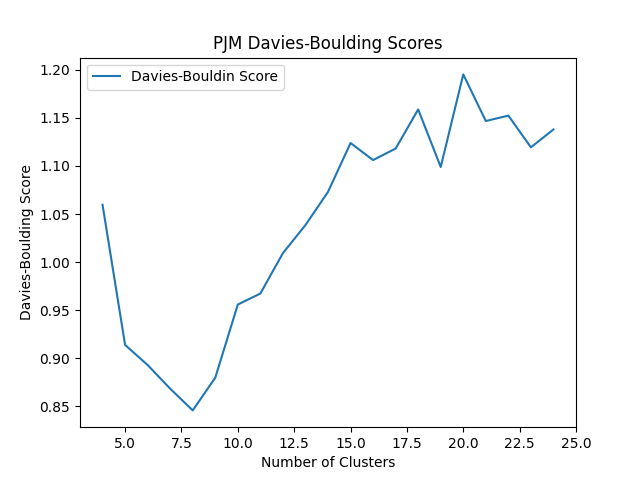 PJM Davies-Boulding Scores
Davies-Bouldin Score
Davies-Boulding Score
1.20
1.15
1.10
1.05
1.00
0.95
0.90
0.85
5.0 7.5 10.0 12.5 15.0 17.5 20.0 22.5 25.0
Number of Clusters